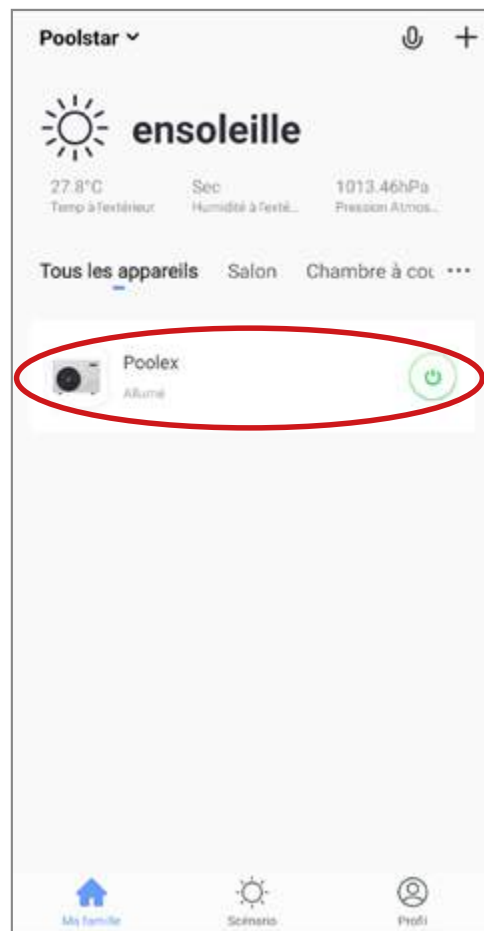 Poolstar
ensoleille
27.8°C Sec 1013.46hPa
Temp à l'extérieur Humidité à l'exté... Pression Atmos...
Tous les appareils Salon Chambre à cou ...
Poolex
Allumé
Ma famille Scénario Profil